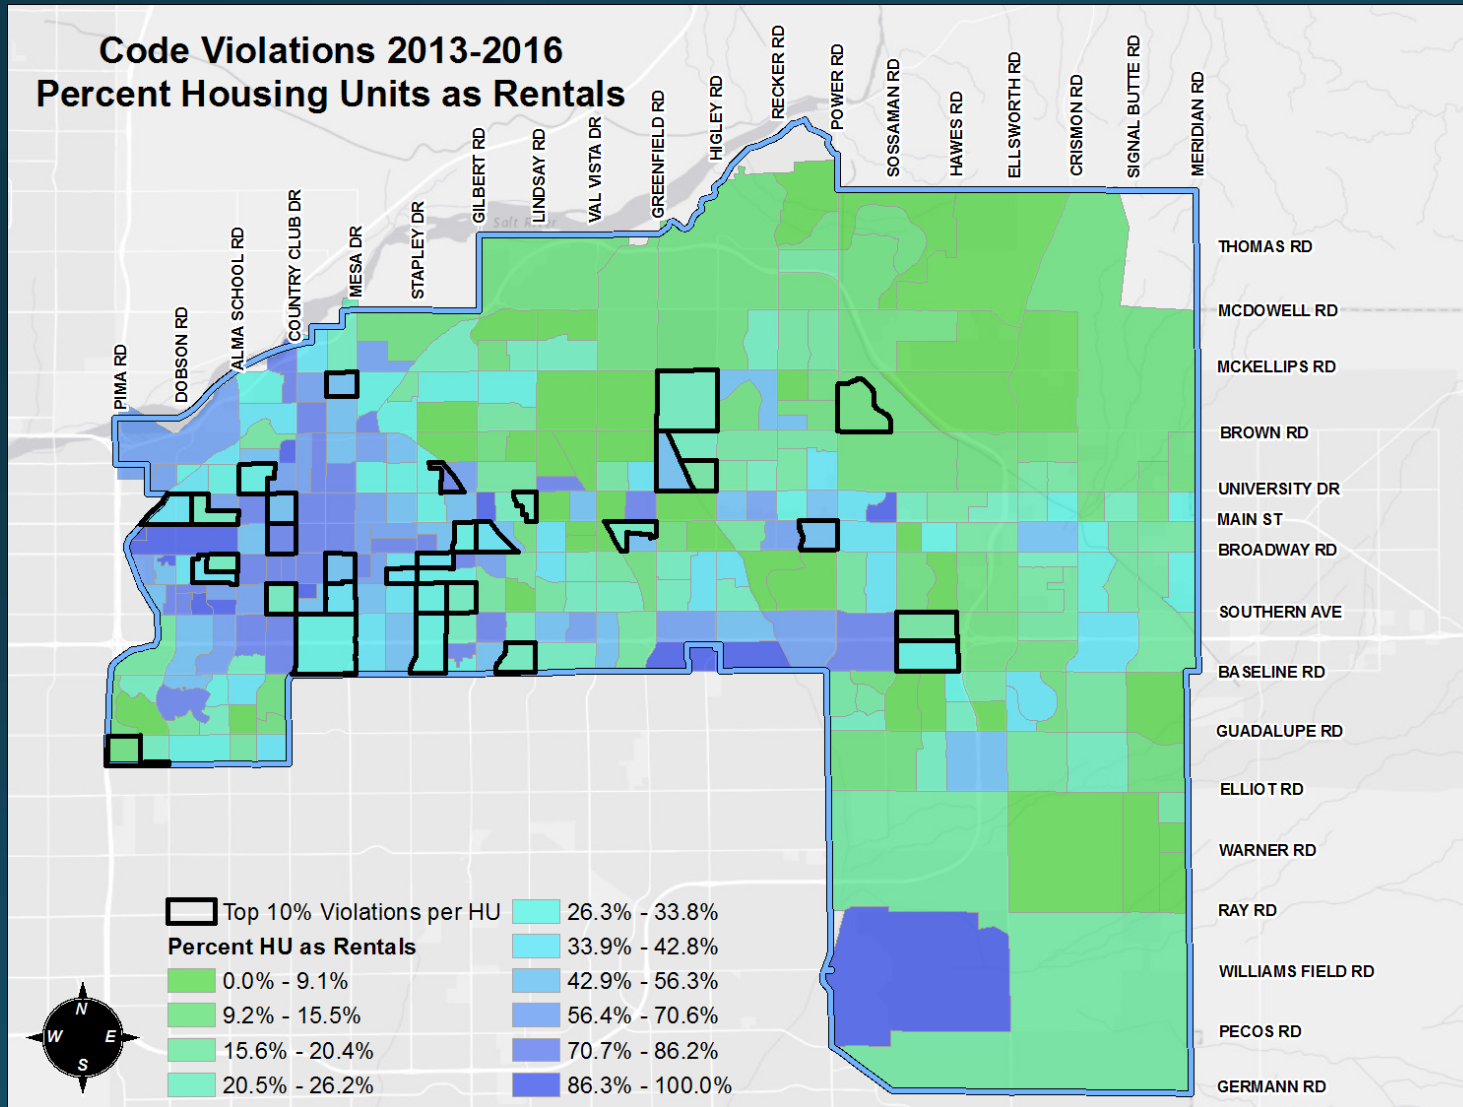 Code Violations 2013-2016
Percent Housing Units as Rentals
PIMA RD
DOBSON RD
ALMA SCHOOL RD
COUNTRY CLUB DR
MESA DR
STAPLEY DR
GILBERT RD
LINDSAY RD
VAL VISTA DR
GREENFIELD RD
HIGLEY RD
RECKER RD
POWER RD
SOSSAMAN RD
HAWES RD
ELLSWORTH RD
CRISMON RD
SIGNAL BUTTE RD
MERIDIAN RD
Salt River
THOMAS RD
MCDOWELL RD
MCKELLIPS RD
BROWN RD
UNIVERSITY DR
MAIN ST
BROADWAY RD
SOUTHERN AVE
BASELINE RD
GUADALUPE RD
ELLIOT RD
WARNER RD
RAY RD
WILLIAMS FIELD RD
PECOS RD
GERMANN RD
Top 10% Violations per HU
Percent HU as Rentals
0.0% - 9.1%
9.2% - 15.5%
15.6% - 20.4%
20.5% - 26.2%
26.3% - 33.8%
33.9% - 42.8%
42.9% - 56.3%
56.4% - 70.6%
70.7% - 86.2%
86.3% - 100.0%
N
W E
S